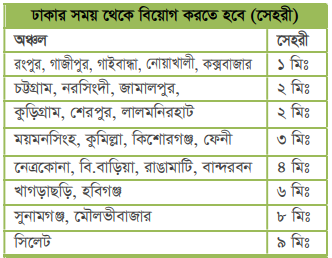 ঢাকার সময় থেকে বিয়োগ করতে হবে (সেহরী)
অঞ্চল সেহরী
রংপুর, গাজীপুর, গাইবান্ধা, নোয়াখালী, কক্সবাজার ১ মিঃ
চট্টগ্রাম, নরসিংদী, জামালপুর, ২ মিঃ
কুড়িগ্রাম, শেরপুর, লালমনিরহাট ২ মিঃ
ময়মনসিংহ, কুমিল্লা, কিশোরগঞ্জ, ফেনী ৩ মিঃ
নেত্রকোনা, বি.বাড়িয়া, রাঙামাটি, বান্দরবন ৪ মিঃ
খাগড়াছড়ি, হবিগঞ্জ ৬ মিঃ
সুনামগঞ্জ, মৌলভীবাজার ৮ মিঃ
সিলেট ৯ মিঃ